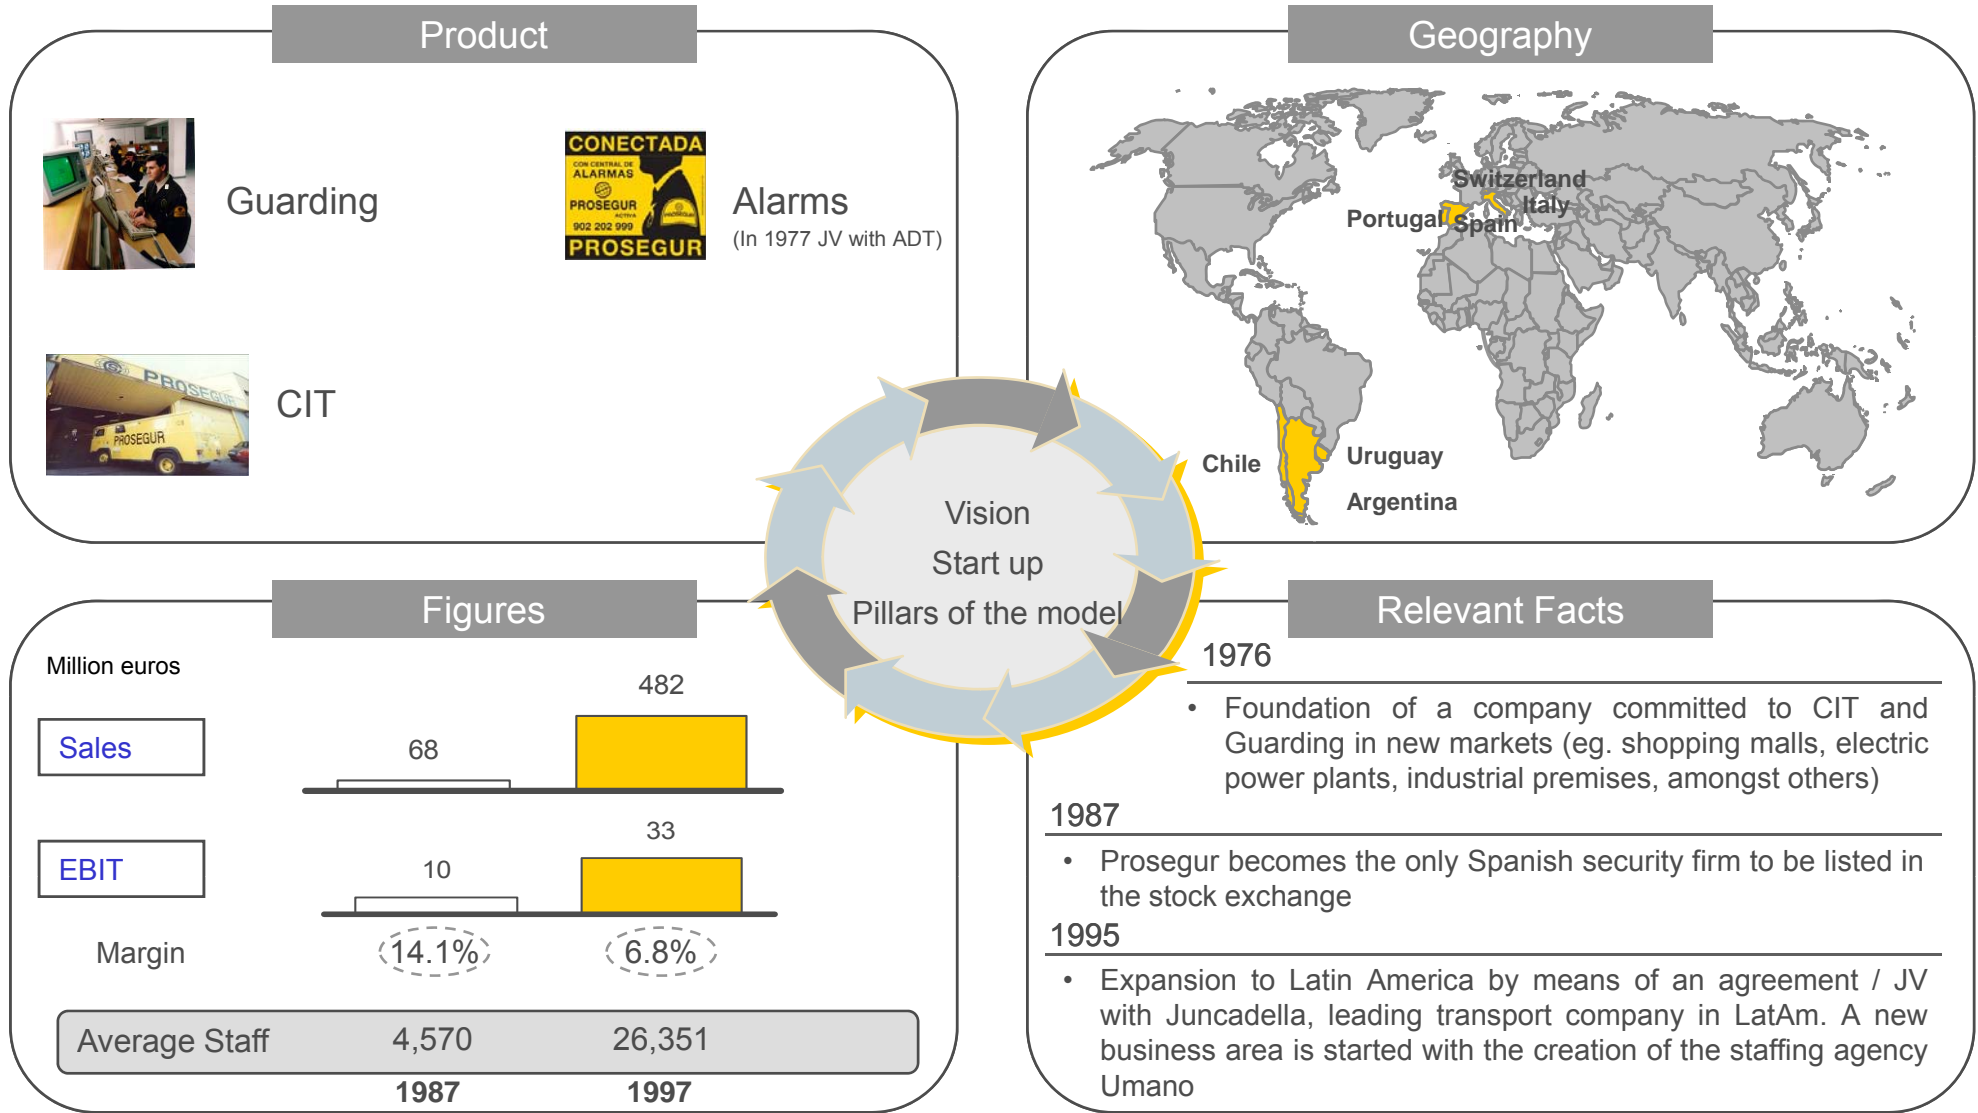 Product
CONECTADA
CON CENTRAL DE
ALARMAS
PROSEGUR
ACTIVA
902 202 999
PROSEGUR
PROSEGUR
Guarding
Alarms
(In 1977 JV with ADT)
PROSEGUR
PROSEGUR
CIT
Geography
Switzerland
Italy
Portugal
Spain
Chile
Uruguay
Argentina
Vision
Start up
Pillars of the model
Figures
Million euros
Sales
68
482
EBIT
10
33
Margin
14.1%
6.8%
Average Staff
4,570
26,351
1987
1997
Relevant Facts
1976
• Foundation of a company committed to CIT and
Guarding in new markets (eg. shopping malls, electric
power plants, industrial premises, amongst others)
1987
• Prosegur becomes the only Spanish security firm to be listed in
the stock exchange
1995
• Expansion to Latin America by means of an agreement / JV
with Juncadella, leading transport company in LatAm. A new
business area is started with the creation of the staffing agency
Umano